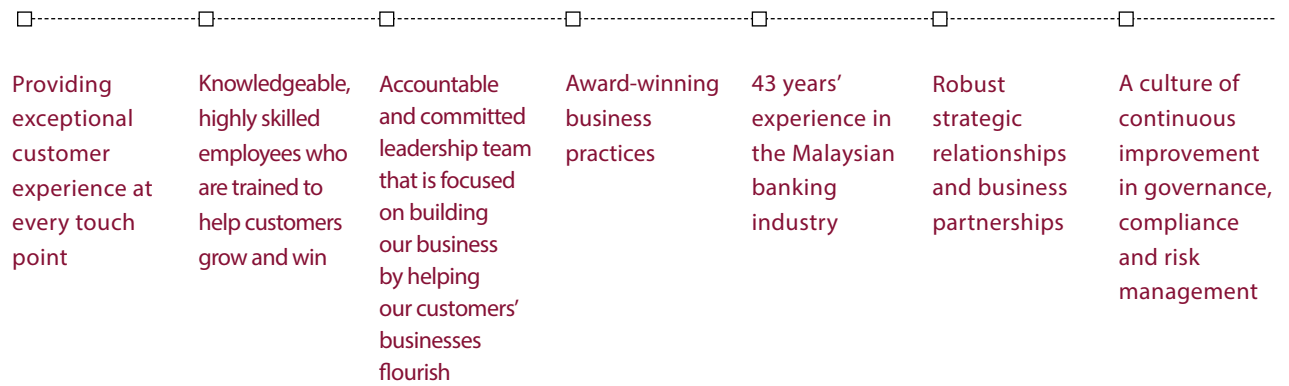 Providing
exceptional
customer
experience at
every touch
point
Knowledgeable,
highly skilled
employees who
are trained to
help customers
grow and win
Accountable
and committed
leadership team
that is focused
on building
our business
by helping
our customers’
businesses
flourish
Award-winning
business
practices
43 years’
experience in
the Malaysian
banking
industry
Robust
strategic
relationships
and business
partnerships
A culture of
continuous
improvement
in governance,
compliance
and risk
management